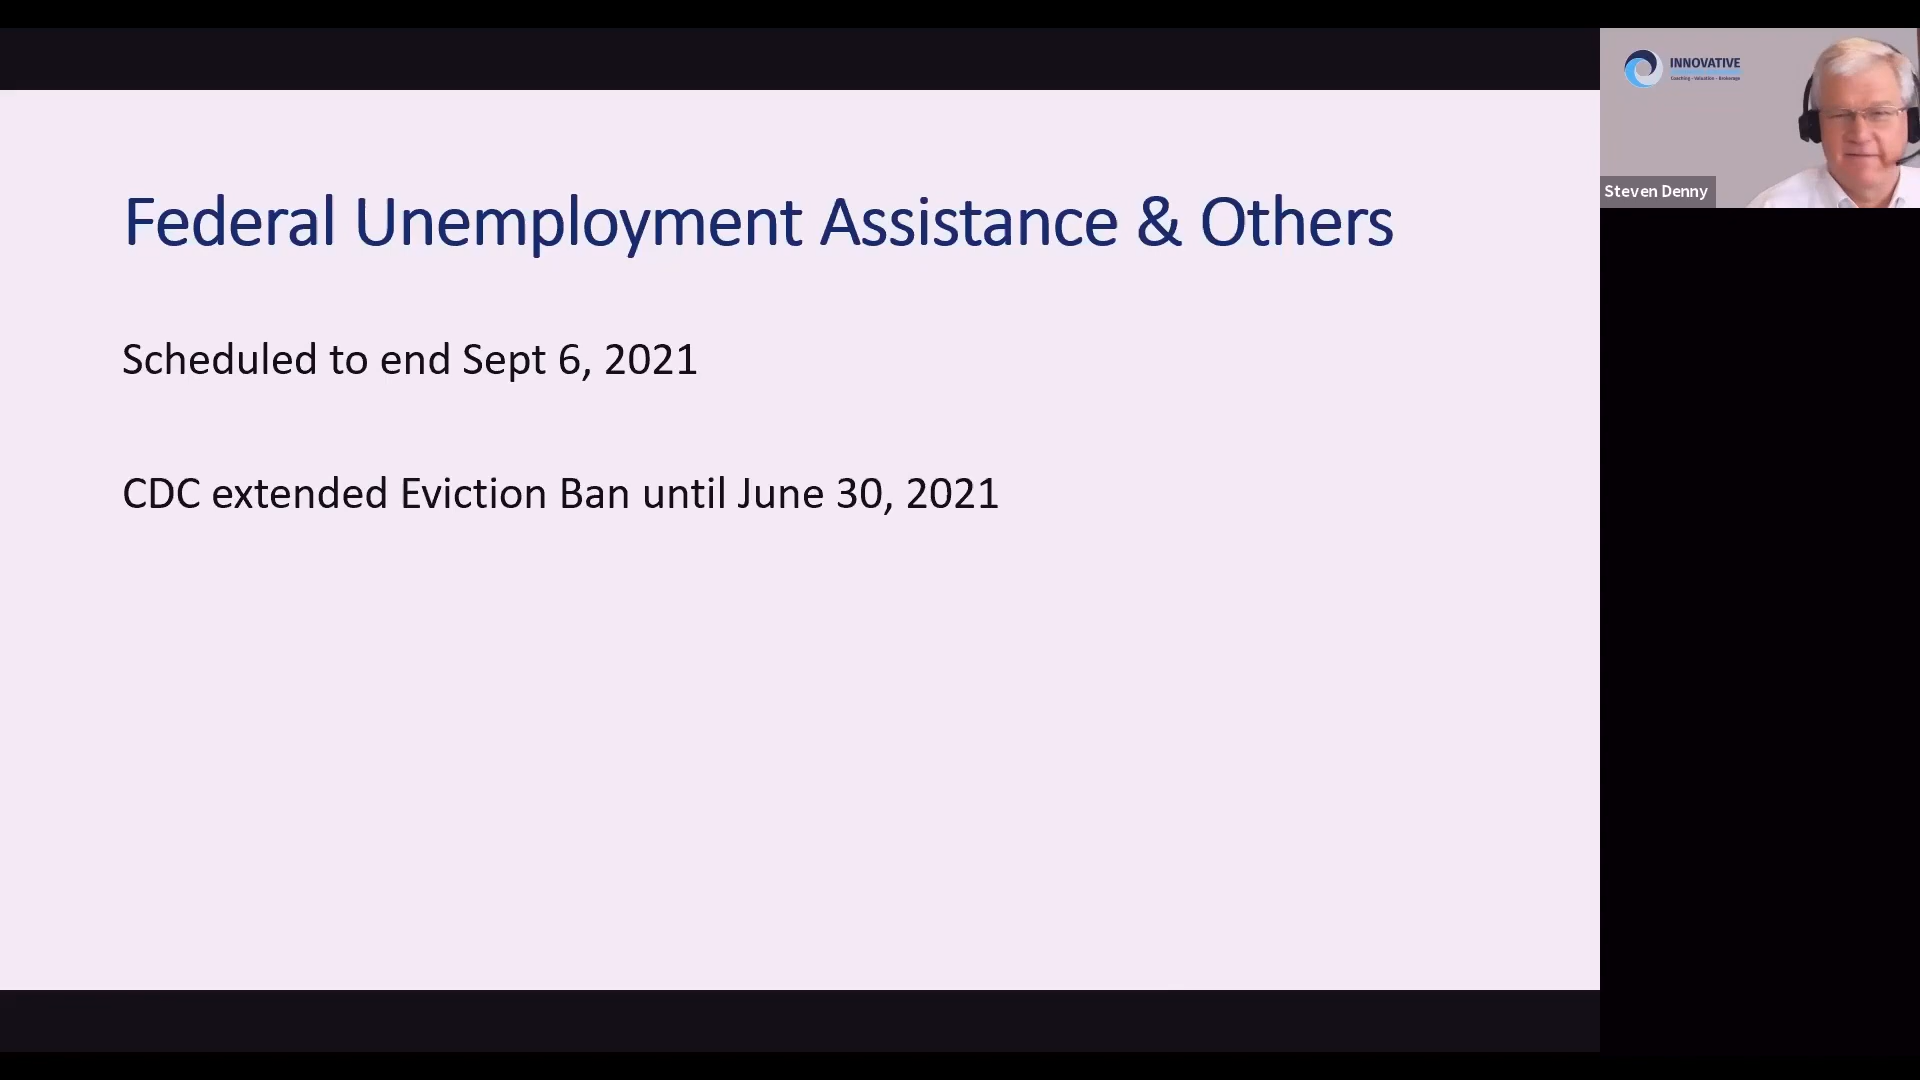 Federal Unemployment Assistance & Others
Scheduled to end Sept 6, 2021
CDC extended Eviction Ban until June 30, 2021
INNOVATIVE
Coaching - Valuation - Brokerage
Steven Denny